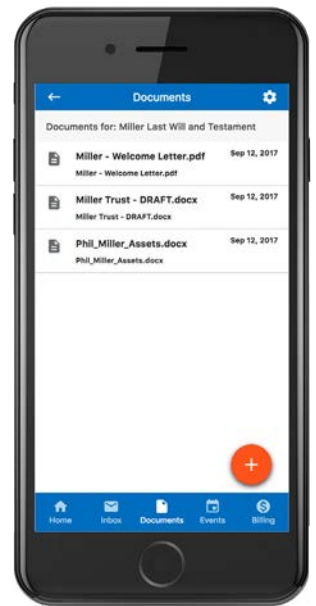 Documents
Documents for: Miller Last Will and Testament
Miller - Welcome Letter.pdf Sep 12, 2017
Miller - Welcome Letter.pdf
Miller Trust - DRAFT.docx Sep 12, 2017
Miller Trust - DRAFT.docx
Phil_Miller_Assets.docx Sep 12, 2017
Phil_Miller_Assets.docx
Home Inbox Documents Events Billing